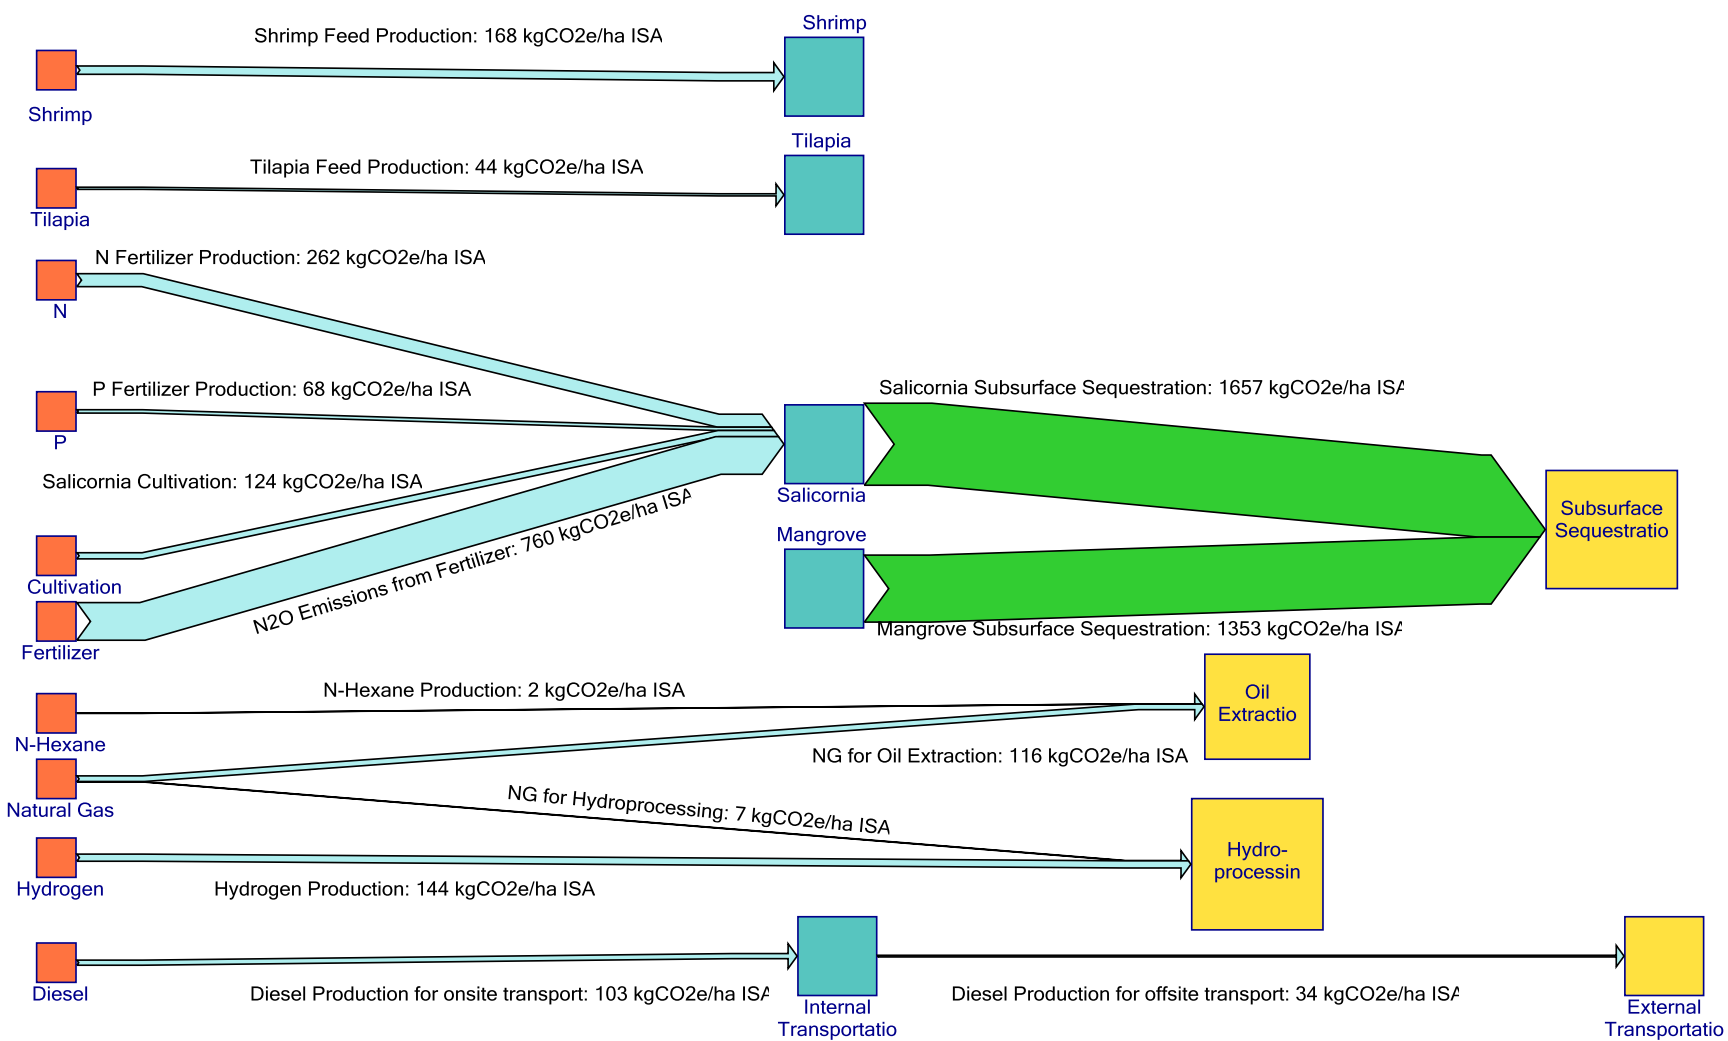 Shrimp
Shrimp Feed Production: 168 kgCO2e/ha ISA
Shrimp
Tilapia
Tilapia Feed Production: 44 kgCO2e/ha ISA
Tilapia
N Fertilizer Production: 262 kgCO2e/ha ISA
N
P Fertilizer Production: 68 kgCO2e/ha ISA
Salicornia Subsurface Sequestration: 1657 kgCO2e/ha ISA
P
Salicornia Cultivation: 124 kgCO2e/ha ISA
Salicornia
Subsurface
Sequestratio
N2O Emissions from Fertilizer: 760 kgCO2e/ha ISA
Mangrove
Cultivation
Mangrove Subsurface Sequestration: 1353 kgCO2e/ha ISA
Fertilizer
N-Hexane Production: 2 kgCO2e/ha ISA
Oil
Extractio
N-Hexane
NG for Oil Extraction: 116 kgCO2e/ha ISA
Natural Gas
NG for Hydroprocessing: 7 kgCO2e/ha ISA
Hydro-
processin
Hydrogen
Hydrogen Production: 144 kgCO2e/ha ISA
Diesel
Diesel Production for onsite transport: 103 kgCO2e/ha ISA
Diesel Production for offsite transport: 34 kgCO2e/ha ISA
Internal
Transportatio
External
Transportatio